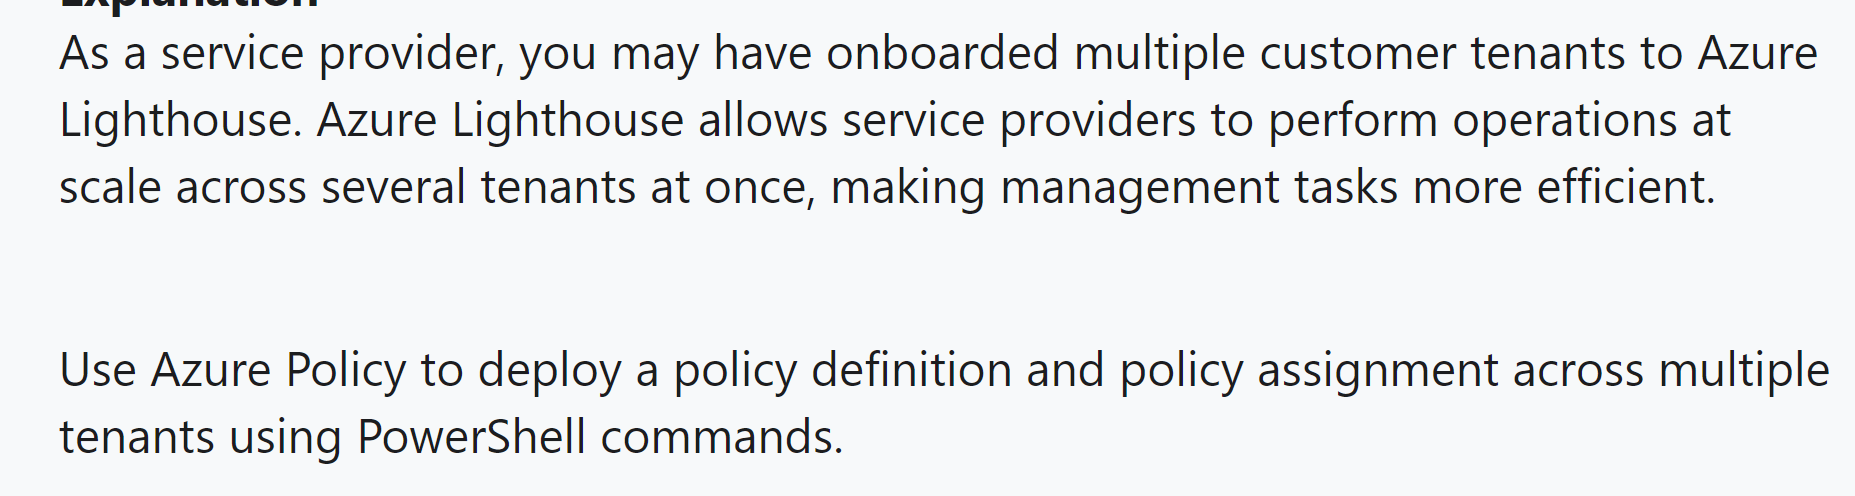 Explanation
As a service provider, you may have onboarded multiple customer tenants to Azure
Lighthouse. Azure Lighthouse allows service providers to perform operations at
scale across several tenants at once, making management tasks more efficient.
Use Azure Policy to deploy a policy definition and policy assignment across multiple
tenants using PowerShell commands.